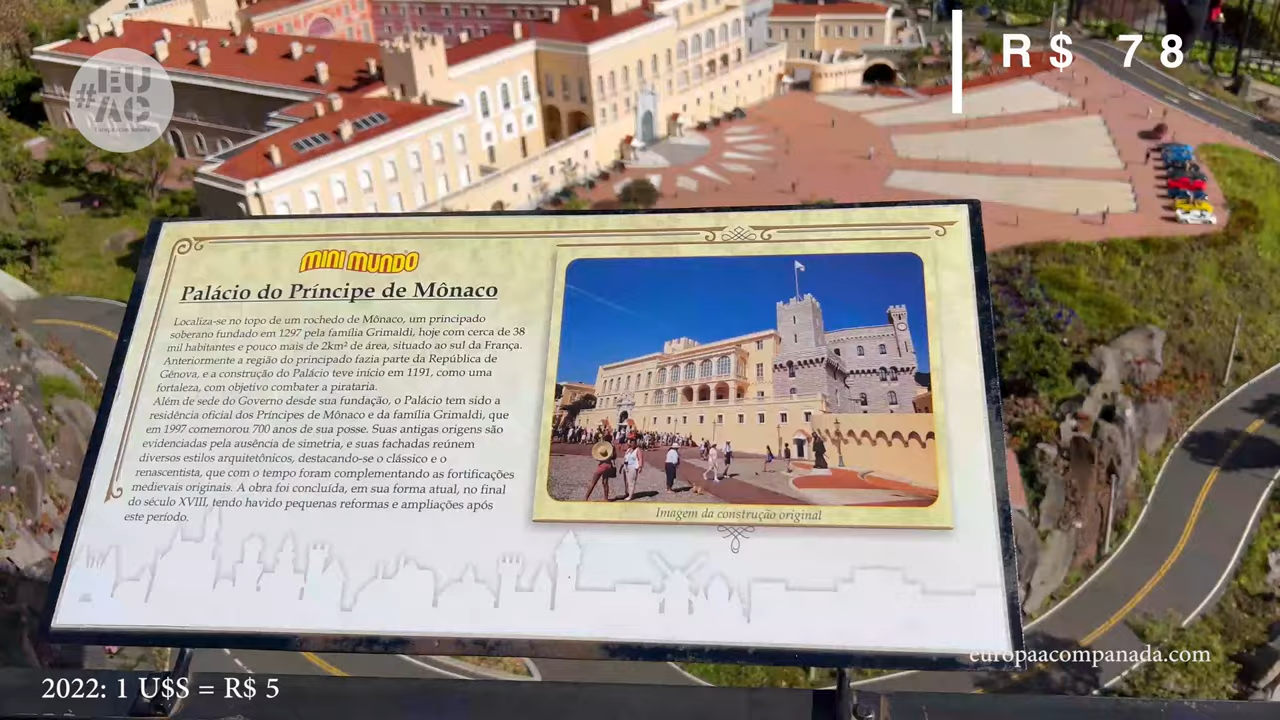 R$ 78
#EU
AC
MINI MUNDO
Palácio do Príncipe de Mônaco
Localiza-se no topo de um rochedo de Mônaco, um principado
soberano fundado em 1297 pela família Grimaldi, hoje com cerca de 38
mil habitantes e pouco mais de 2km² de área, situado ao sul da França.
Anteriormente a região do principado fazia parte da República de
Gênova, e a construção do Palácio teve início em 1191, como uma
fortaleza, com objetivo combater a pirataria.
Além de sede do Governo desde sua fundação, o Palácio tem sido a
residência oficial dos Príncipes de Mônaco e da família Grimaldi, que
em 1997 comemorou 700 anos de sua posse. Suas antigas origens são
evidenciadas pela ausência de simetria, e suas fachadas reúnem
diversos estilos arquitetônicos, destacando-se o clássico e o
renascentista, que com o tempo foram complementando as fortificações
medievais originais. A obra foi concluída, em sua forma atual, no final
do século XVIII, tendo havido pequenas reformas e ampliações após
este período.
Imagem da construção original
europaacompanada.com
2022: 1 U$S = R$ 5